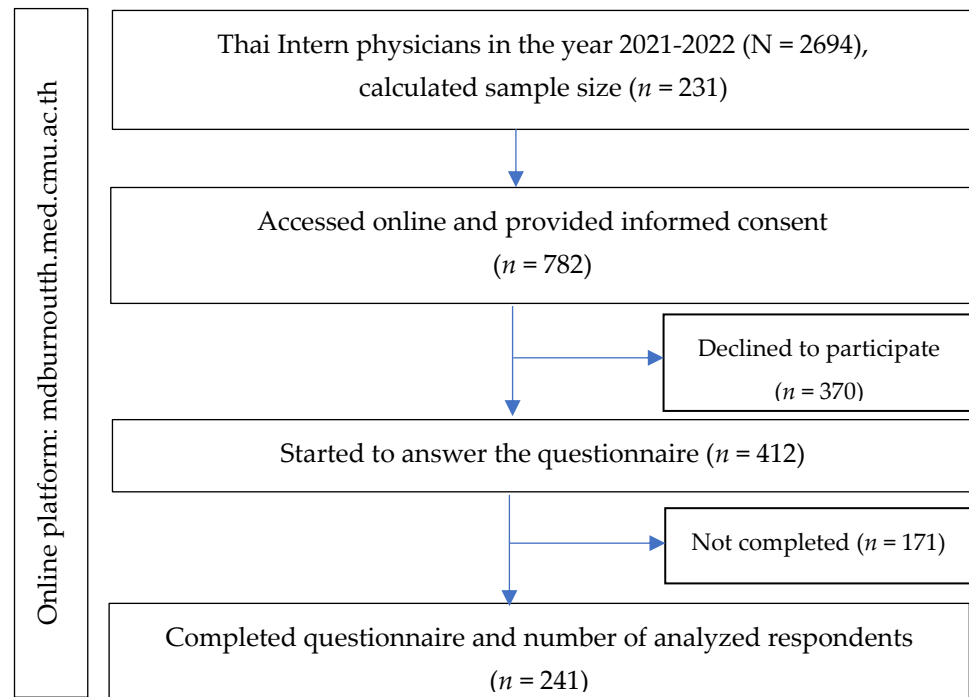 Online platform: mdburnoutth.med.cmu.ac.th
Thai Intern physicians in the year 2021-2022 (N = 2694),
calculated sample size (n = 231)
Accessed online and provided informed consent
(n = 782)
Declined to participate
(n = 370)
Started to answer the questionnaire (n = 412)
Not completed (n = 171)
Completed questionnaire and number of analyzed respondents
(n = 241)